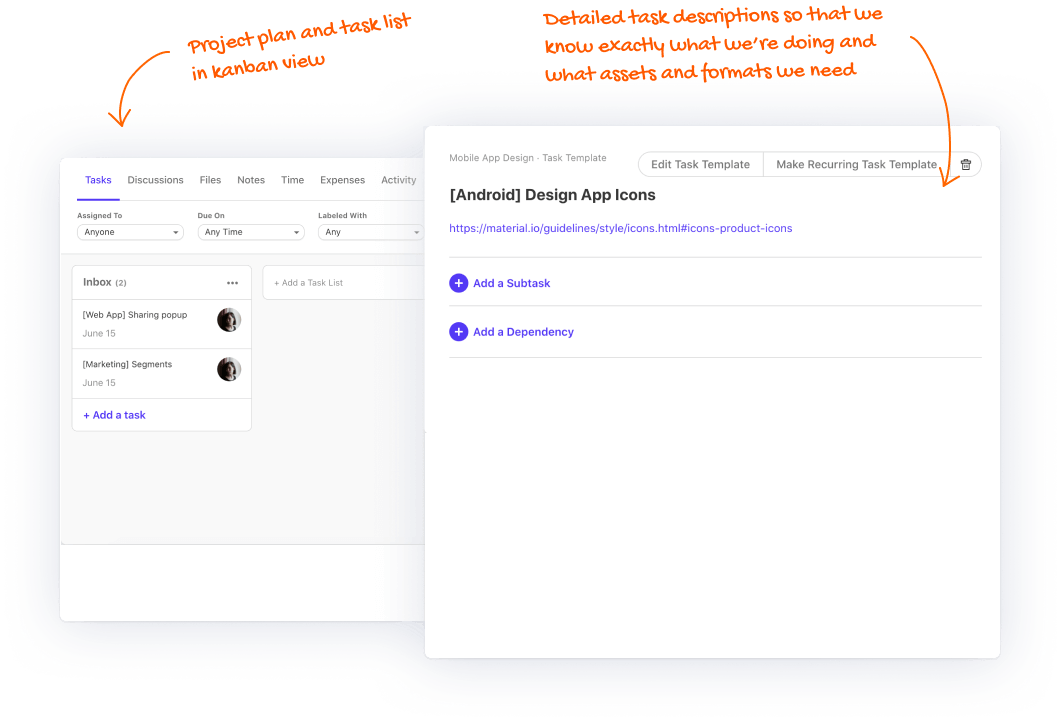 Project plan and task list
in kanban view
Detailed task descriptions so that we
know exactly what we're doing and
what assets and formats we need
Tasks Discussions Files Notes Time Expenses Activity
Assigned To Due On Labeled With
Anyone Any Time Any
Inbox (2)
+ Add a Task List
[Web App] Sharing popup
June 15
[Marketing] Segments
June 15
+ Add a task
Mobile App Design · Task Template
Edit Task Template Make Recurring Task Template
[Android] Design App Icons
https://material.io/guidelines/style/icons.html#icons-product-icons
Add a Subtask
Add a Dependency